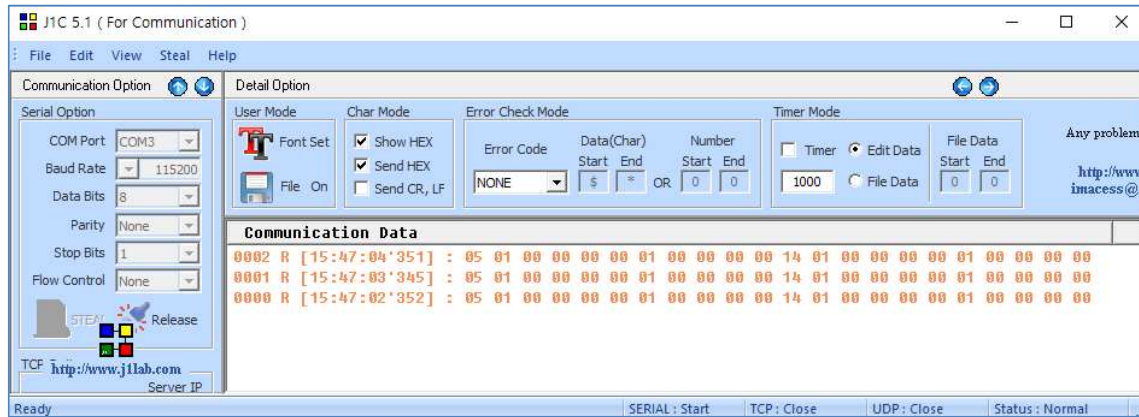 J1C 5.1 ( For Communication )
File Edit View Steal Help
Communication Option
Detail Option
Serial Option
COM Port COM3
Baud Rate 115200
Data Bits 8
Parity None
Stop Bits 1
Flow Control None
STEAL Release
http://www.j1lab.com
TCP
Server IP
User Mode
Font Set
File On
Char Mode
Show HEX
Send HEX
Send CR, LF
Error Check Mode
Error Code
NONE
Data(Char)
Start End
$ *
OR
Number
Start End
0 0
Timer Mode
Timer Edit Data
1000 File Data
File Data
Start End
0 0
Any problem
http://www
imacess@
Communication Data
0002 R [15:47:04'351] : 05 01 00 00 00 00 01 00 00 00 00 14 01 00 00 00 00 01 00 00 00 00
0001 R [15:47:03'345] : 05 01 00 00 00 00 01 00 00 00 00 14 01 00 00 00 00 01 00 00 00 00
0000 R [15:47:02'352] : 05 01 00 00 00 00 01 00 00 00 00 14 01 00 00 00 00 01 00 00 00 00
Ready
SERIAL : Start
TCP : Close
UDP : Close
Status : Normal